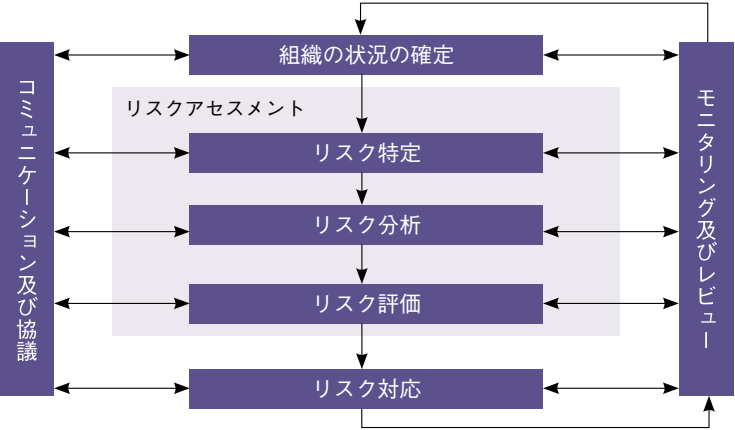 組織の状況の確定
リスクアセスメント
リスク特定
リスク分析
リスク評価
リスク対応
コミュニケーション及び協議
モニタリング及びレビュー